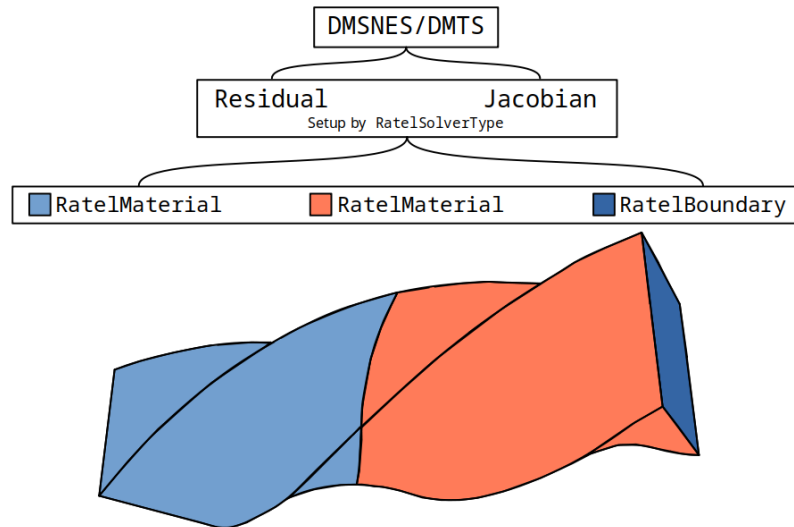 DMSNES/DMTS
Residual Jacobian
Setup by RatelSolverType
RatelMaterial RatelMaterial RatelBoundary